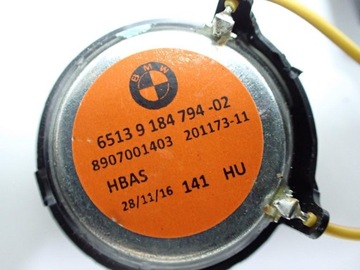 BMW
6513 9 184 794 -02
8907001403 201173-11
HBAS
28/11/16 141 HU